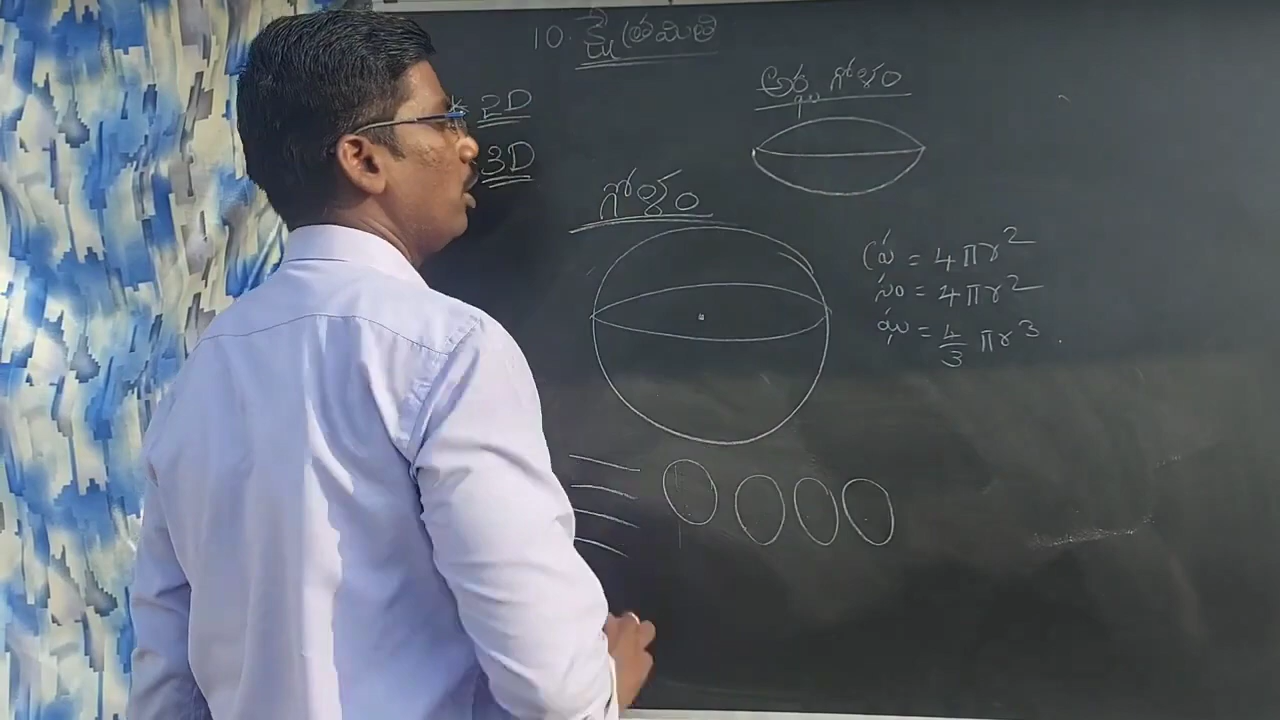 10. క్షేత్రమితి
* 2D
3D
అర్ధ గోళం
గోళం
= 4πr²
= 4πr²
= 4/3 πr³